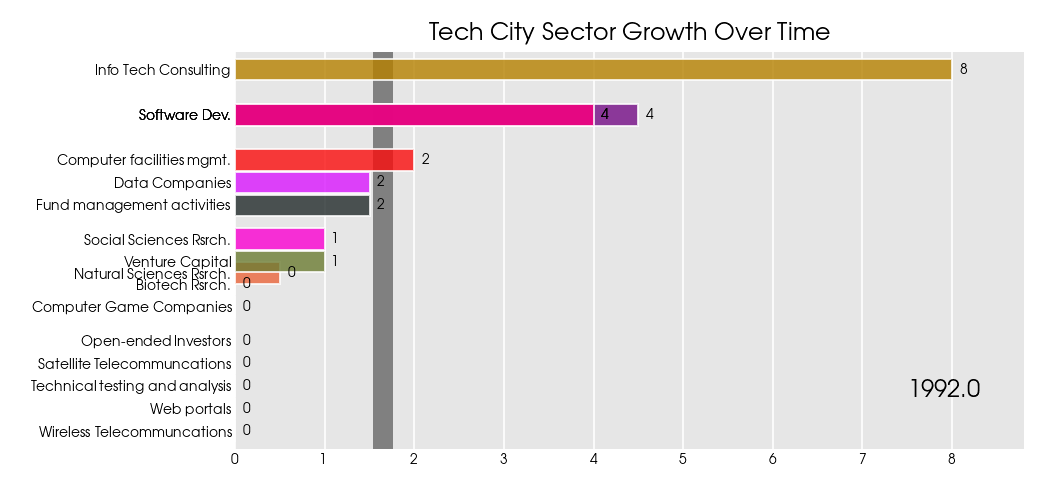 Tech City Sector Growth Over Time
Info Tech Consulting 8
Software Dev. 4 4
Computer facilities mgmt. 2
Data Companies 2
Fund management activities 2
Social Sciences Rsrch. 1
Venture Capital 1
Natural Sciences Rsrch. 0
Biotech Rsrch. 0
Computer Game Companies 0
Open-ended Investors 0
Satellite Telecommuncations 0
Technical testing and analysis 0
1992.0
Web portals 0
Wireless Telecommuncations 0
0 1 2 3 4 5 6 7 8